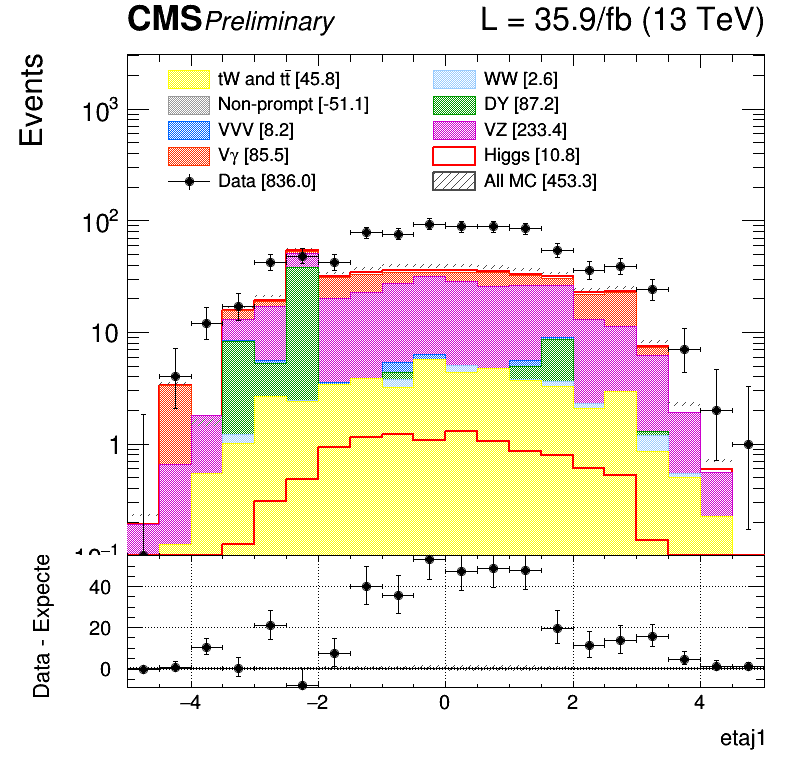 CMS Preliminary L = 35.9/fb (13 TeV)
Events
tW and tt̄ [45.8] WW [2.6]
Non-prompt [-51.1] DY [87.2]
VVV [8.2] VZ [233.4]
Vγ [85.5] Higgs [10.8]
Data [836.0] All MC [453.3]
10³
10²
10
1
10⁻¹
Data - Expecte
40
20
0
−4 −2 0 2 4
etaj1